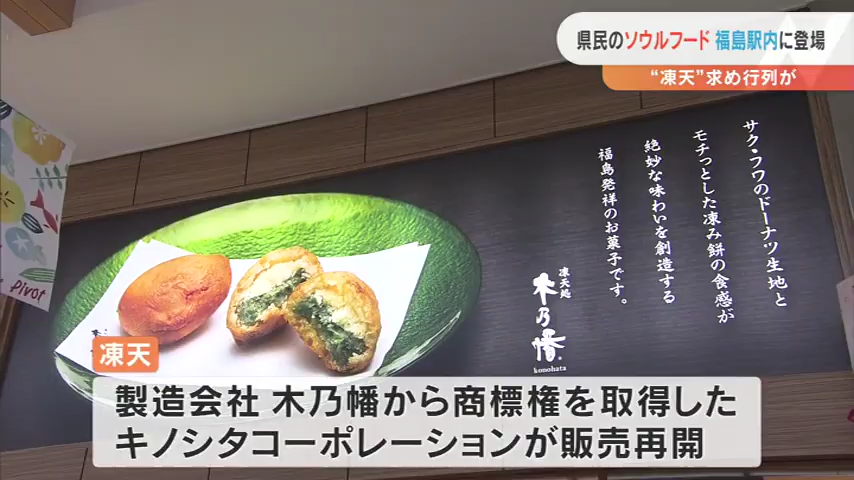 県民のソウルフード 福島駅内に登場
“凍天”求め行列が
サク・フワのドーナツ生地と
モチっとした凍み餅の食感が
絶妙な味わいを創造する
福島発祥のお菓子です。
凍天処
木乃幡
konohata
Pivot
凍天
製造会社 木乃幡から商標権を取得した
キノシタコーポレーションが販売再開